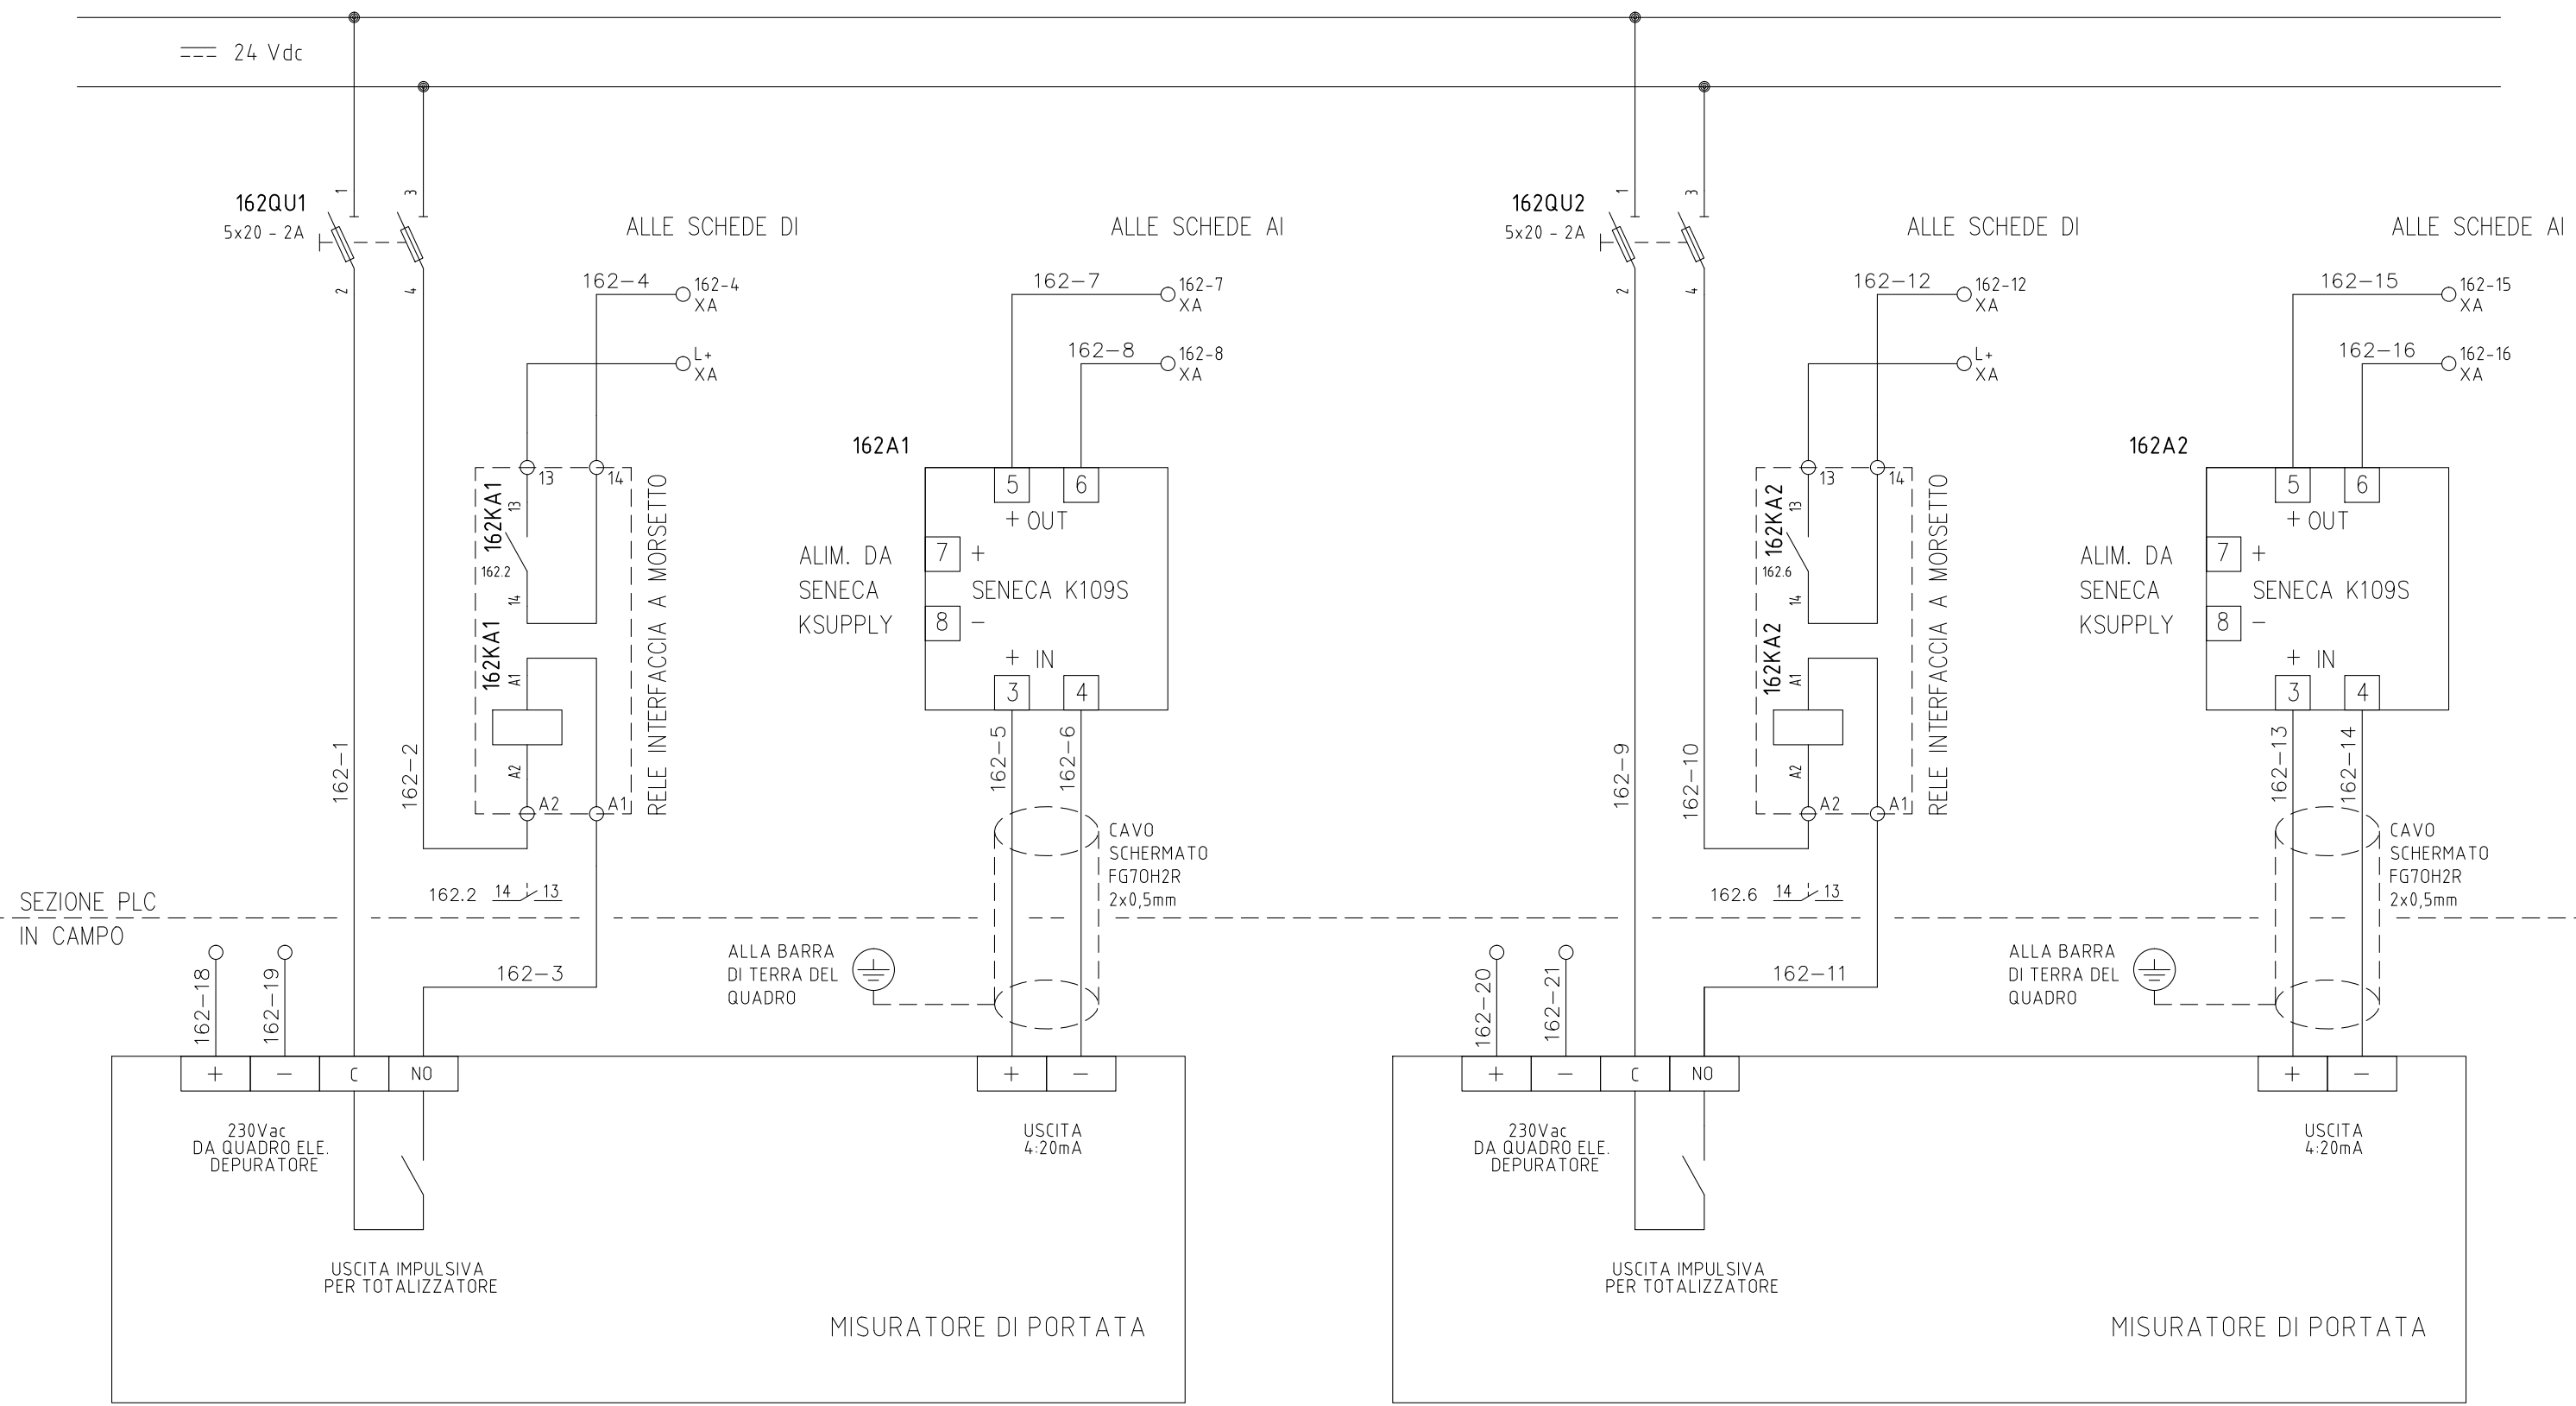 24 Vdc
162QU1
5x20 - 2A
1
3
2
4
ALLE SCHEDE DI
162-4
162-4
XA
L+
XA
ALLE SCHEDE AI
162-7
162-7
XA
162-8
162-8
XA
13
14
162KA1
13
162.2
14
162KA1
A1
A2
A2
A1
RELE INTERFACCIA A MORSETTO
162A1
5
6
+ OUT
7 +
SENECA K109S
8 -
+ IN
3
4
ALIM. DA
SENECA
KSUPPLY
162-1
162-2
162-5
162-6
CAVO
SCHERMATO
FG7OH2R
2x0,5mm
162.2
14
13
SEZIONE PLC
IN CAMPO
162-18
162-19
162-3
ALLA BARRA
DI TERRA DEL
QUADRO
+
-
C
NO
+
-
230Vac
DA QUADRO ELE.
DEPURATORE
USCITA
4:20mA
USCITA IMPULSIVA
PER TOTALIZZATORE
MISURATORE DI PORTATA
162QU2
5x20 - 2A
1
3
2
4
ALLE SCHEDE DI
162-12
162-12
XA
L+
XA
ALLE SCHEDE AI
162-15
162-15
XA
162-16
162-16
XA
13
14
162KA2
13
162.6
14
162KA2
A1
A2
A2
A1
RELE INTERFACCIA A MORSETTO
162A2
5
6
+ OUT
7 +
SENECA K109S
8 -
+ IN
3
4
ALIM. DA
SENECA
KSUPPLY
162-9
162-10
162-13
162-14
CAVO
SCHERMATO
FG7OH2R
2x0,5mm
162.6
14
13
162-20
162-21
162-11
ALLA BARRA
DI TERRA DEL
QUADRO
+
-
C
NO
+
-
230Vac
DA QUADRO ELE.
DEPURATORE
USCITA
4:20mA
USCITA IMPULSIVA
PER TOTALIZZATORE
MISURATORE DI PORTATA